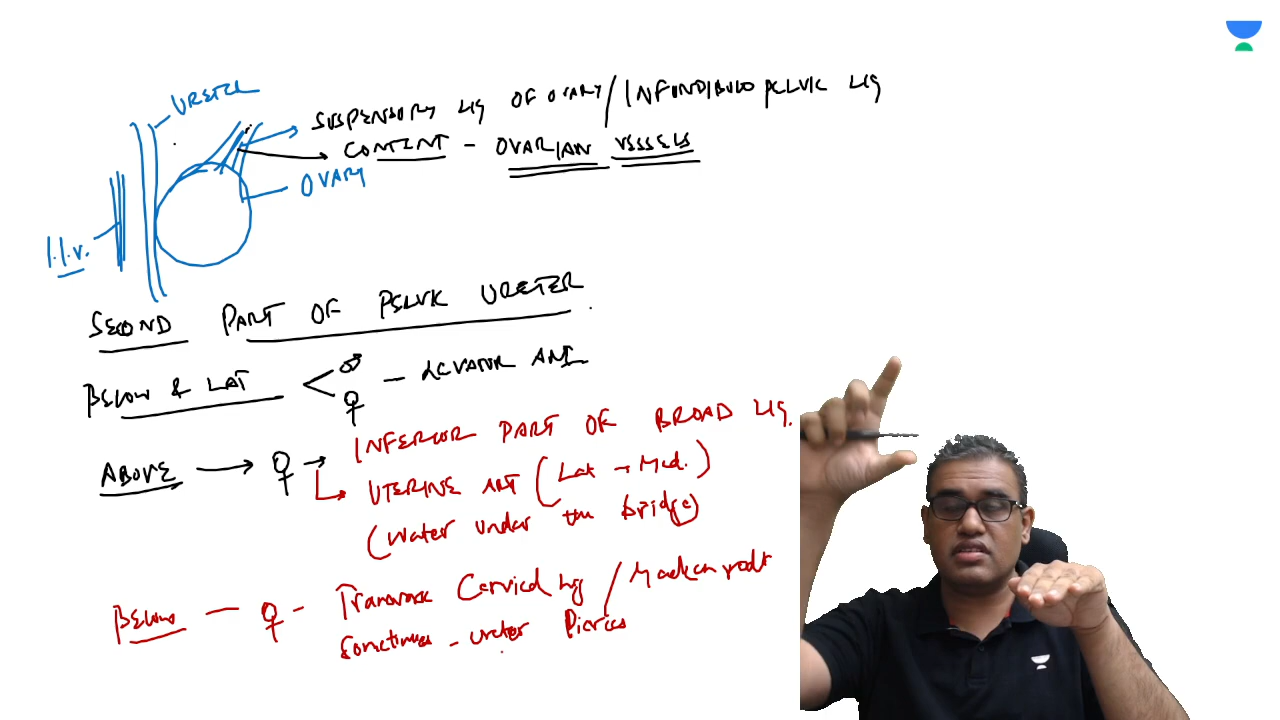 URETER
SUSPENSORY LIG OF OVARY / INFUNDIBULO PELVIC LIG
CONTENT - OVARIAN VESSELS
OVARY
I.I.V.
SECOND PART OF PELVIC URETER
BELOW & LAT < ♂ ♀ - LEVATOR ANI
ABOVE → ♀ → INFERIOR PART OF BROAD LIG.
↳ UTERINE ART (Lat → Med.)
(Water under the bridge)
BELOW - ♀ - Transverse Cervical Lig / Mackenrodt
Sometimes - ureter Pierces